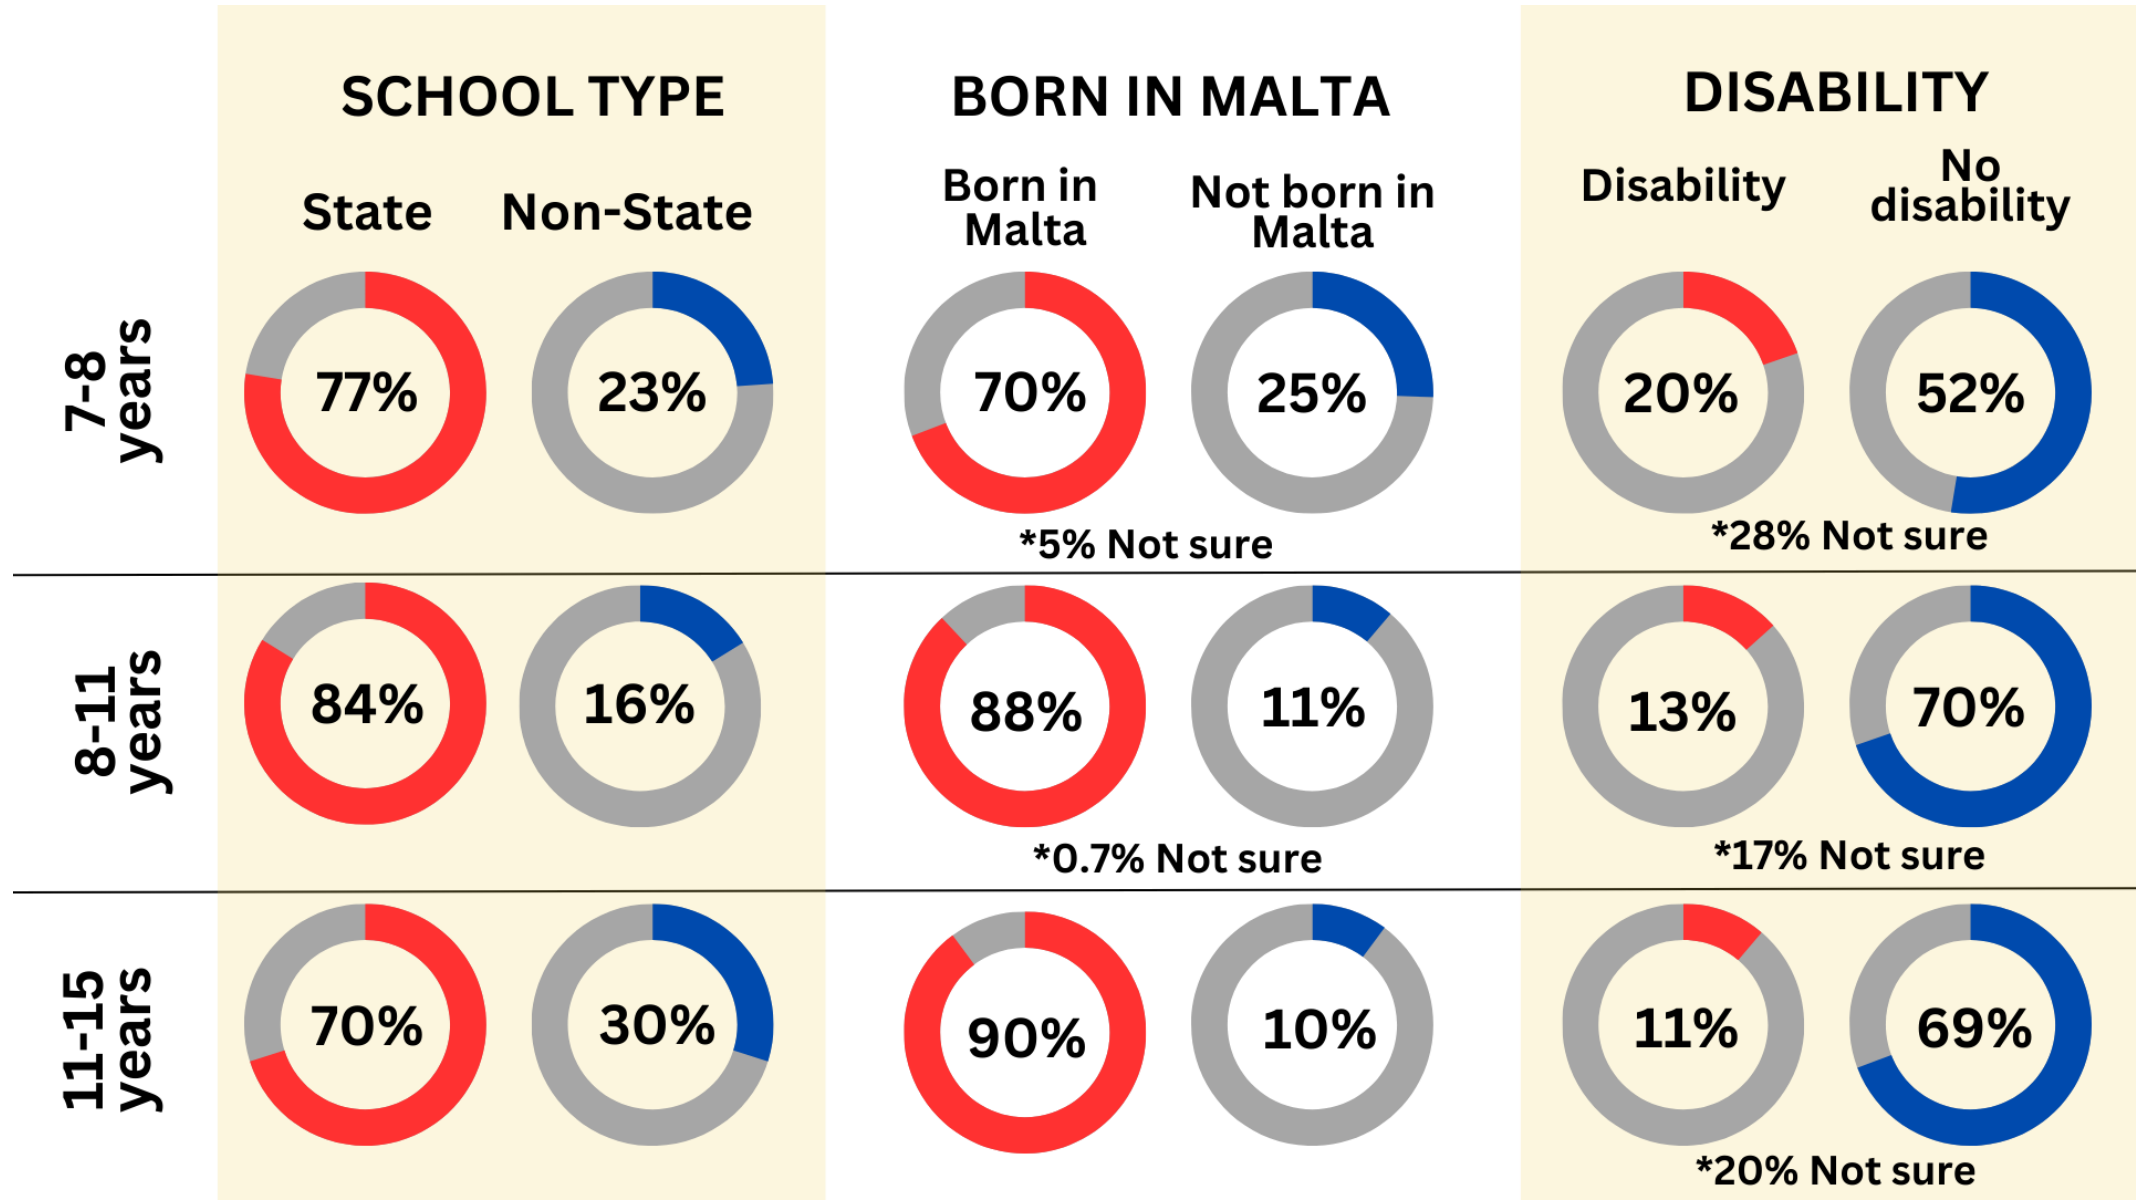 SCHOOL TYPE
BORN IN MALTA
DISABILITY
State
Non-State
Born in
Malta
Not born in
Malta
Disability
No
disability
7-8
years
77%
23%
70%
25%
20%
52%
*5% Not sure
*28% Not sure
8-11
years
84%
16%
88%
11%
13%
70%
*0.7% Not sure
*17% Not sure
11-15
years
70%
30%
90%
10%
11%
69%
*20% Not sure